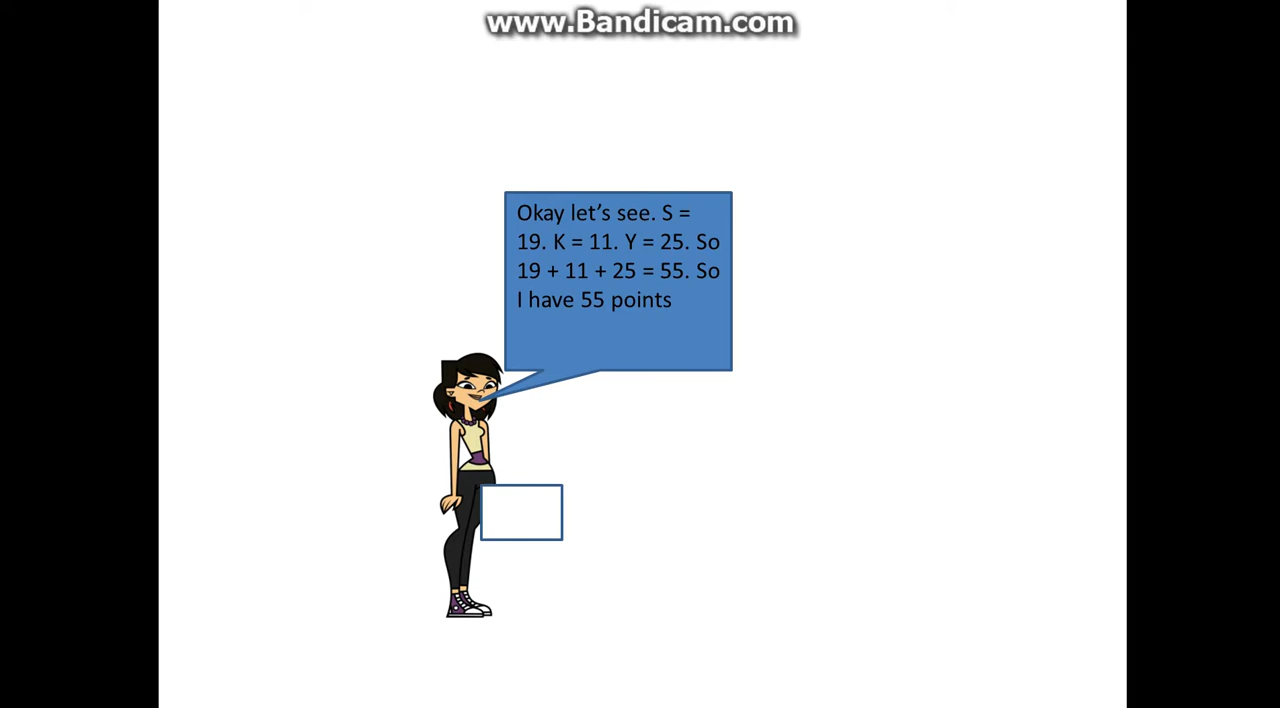 www.Bandicam.com
Okay let’s see. S =
19. K = 11. Y = 25. So
19 + 11 + 25 = 55. So
I have 55 points